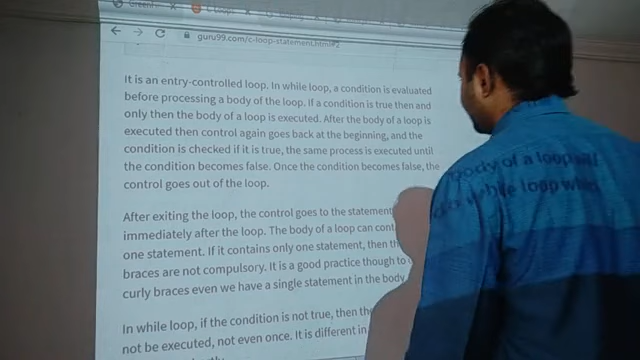 guru99.com/c-loop-statement.html#2
It is an entry-controlled loop. In while loop, a condition is evaluated
before processing a body of the loop. If a condition is true then and
only then the body of a loop is executed. After the body of a loop is
executed then control again goes back at the beginning, and the
condition is checked if it is true, the same process is executed until
the condition becomes false. Once the condition becomes false, the
control goes out of the loop.
After exiting the loop, the control goes to the statement
immediately after the loop. The body of a loop can
one statement. If it contains only one statement, then
braces are not compulsory. It is a good practice though to
curly braces even we have a single statement in the body
body of a loop
loop
In while loop, if the condition is not true, then
not be executed, not even once. It is different in